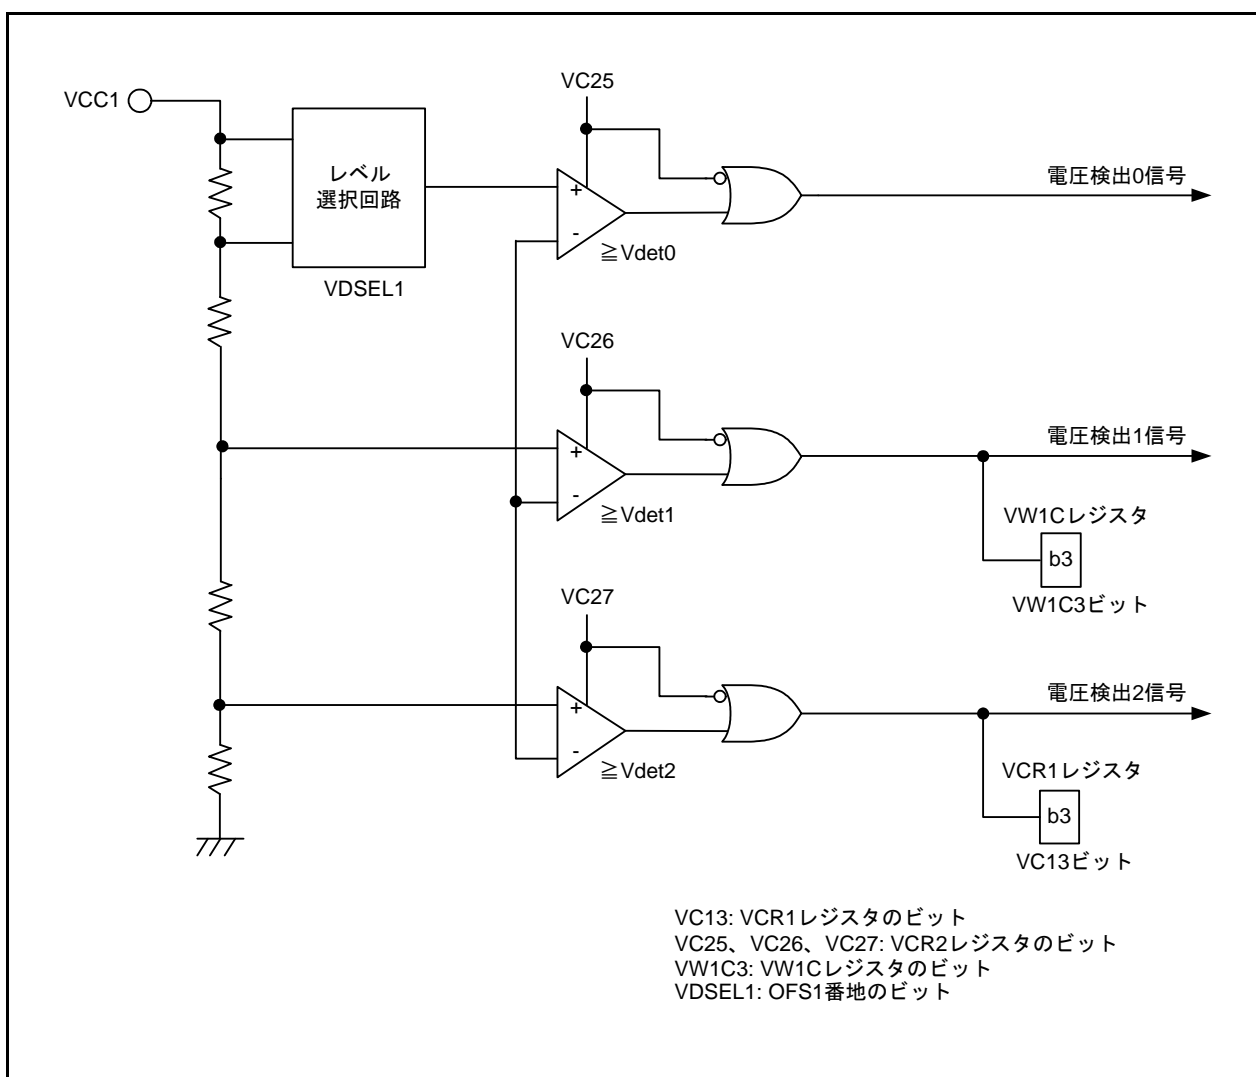 VC25
VCC1
レベル
選択回路
+
-
電圧検出0信号
≧Vdet0
VDSEL1
VC26
+
-
電圧検出1信号
≧Vdet1
VW1Cレジスタ
b3
VW1C3ビット
VC27
+
-
電圧検出2信号
≧Vdet2
VCR1レジスタ
b3
VC13ビット
VC13: VCR1レジスタのビット
VC25、VC26、VC27: VCR2レジスタのビット
VW1C3: VW1Cレジスタのビット
VDSEL1: OFS1番地のビット